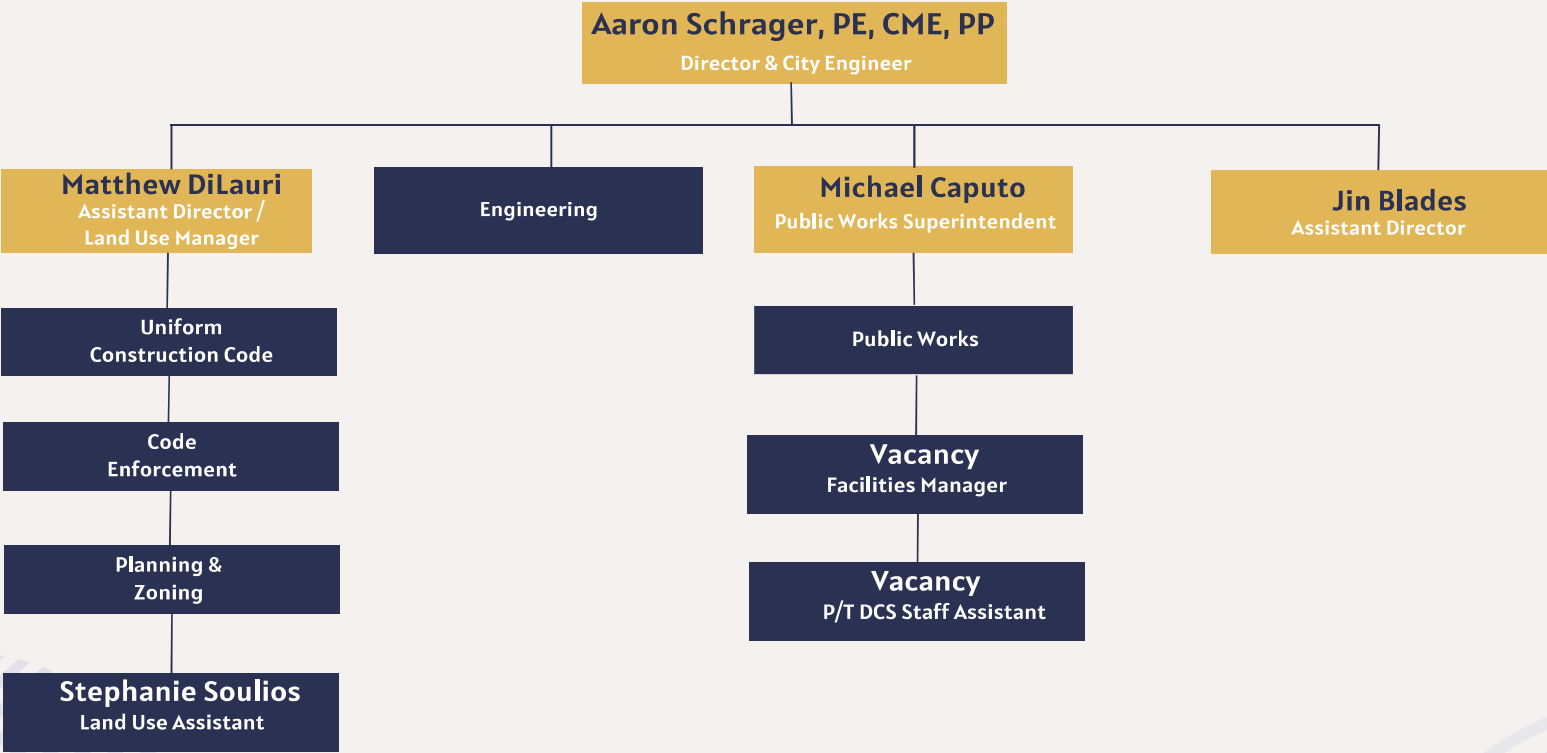 Aaron Schrager, PE, CME, PP
Director & City Engineer
Matthew DiLauri
Assistant Director /
Land Use Manager
Engineering
Michael Caputo
Public Works Superintendent
Jin Blades
Assistant Director
Uniform
Construction Code
Public Works
Code
Enforcement
Vacancy
Facilities Manager
Planning &
Zoning
Vacancy
P/T DCS Staff Assistant
Stephanie Soulios
Land Use Assistant